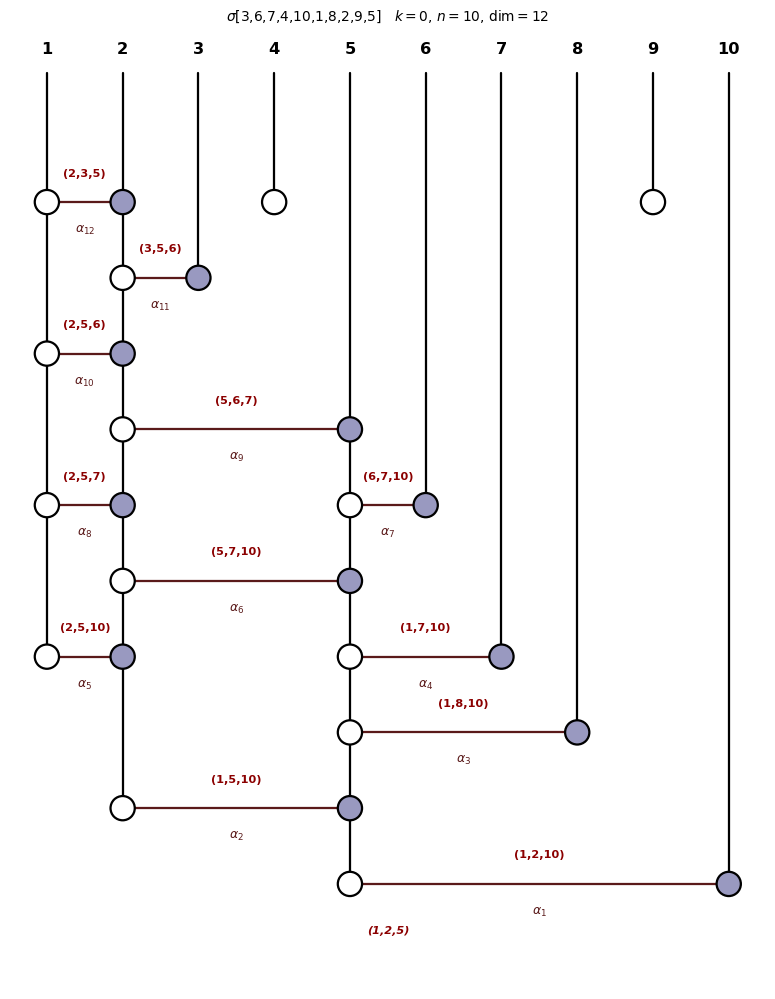 σ[3,6,7,4,10,1,8,2,9,5]   k = 0, n = 10, dim = 12
1 2 3 4 5 6 7 8 9 10
(2,3,5)
α₁₂
(3,5,6)
α₁₁
(2,5,6)
α₁₀
(5,6,7)
α₉
(2,5,7) (6,7,10)
α₈ α₇
(5,7,10)
α₆
(2,5,10) (1,7,10)
α₅ α₄
(1,8,10)
α₃
(1,5,10)
α₂
(1,2,10)
α₁
(1,2,5)